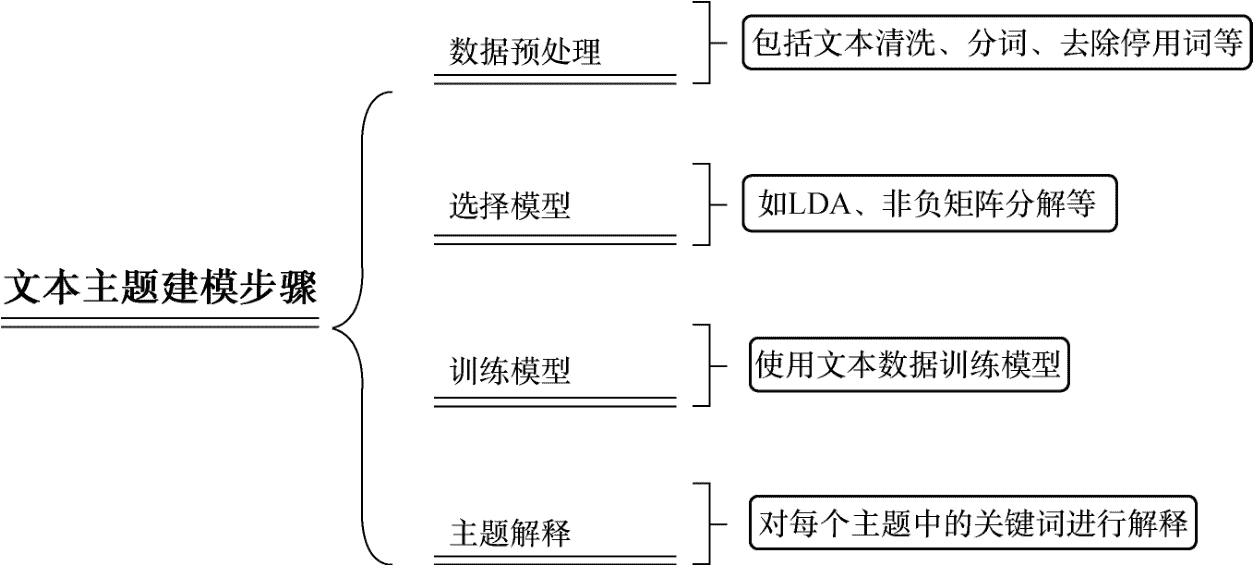 文本主题建模步骤
数据预处理
包括文本清洗、分词、去除停用词等
选择模型
如LDA、非负矩阵分解等
训练模型
使用文本数据训练模型
主题解释
对每个主题中的关键词进行解释